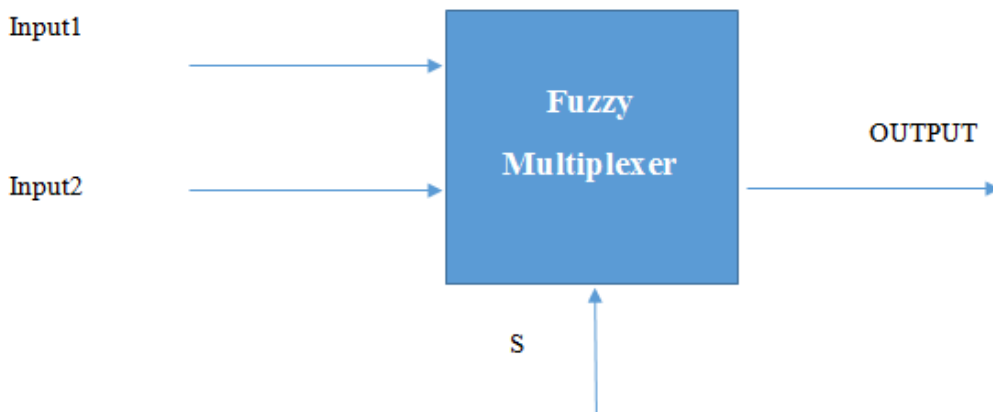 Input1
Fuzzy
Multiplexer
OUTPUT
Input2
S